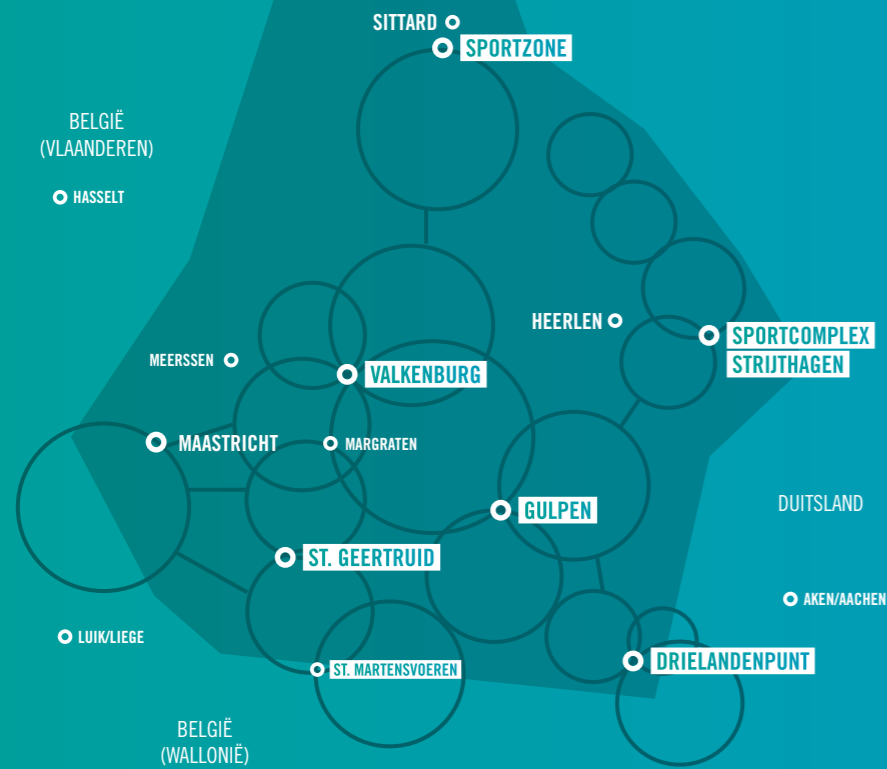 SITTARD
SPORTZONE
BELGIË
(VLAANDEREN)
HASSELT
HEERLEN
SPORTCOMPLEX
STRIJTHAGEN
MEERSSEN
VALKENBURG
MAASTRICHT
MARGRATEN
GULPEN
DUITSLAND
ST. GEERTRUID
AKEN/AACHEN
LUIK/LIEGE
ST. MARTENSVOEREN
DRIELANDENPUNT
BELGIË
(WALLONIË)